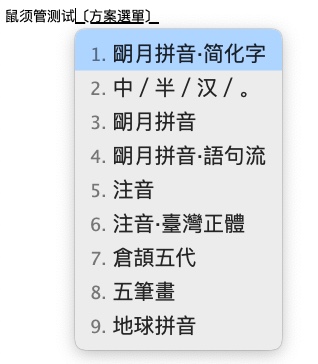 鼠须管测试〔方案選單〕
1. 朙月拼音·简化字
2. 中／半／汉／。
3. 朙月拼音
4. 朙月拼音·語句流
5. 注音
6. 注音·臺灣正體
7. 倉頡五代
8. 五筆畫
9. 地球拼音